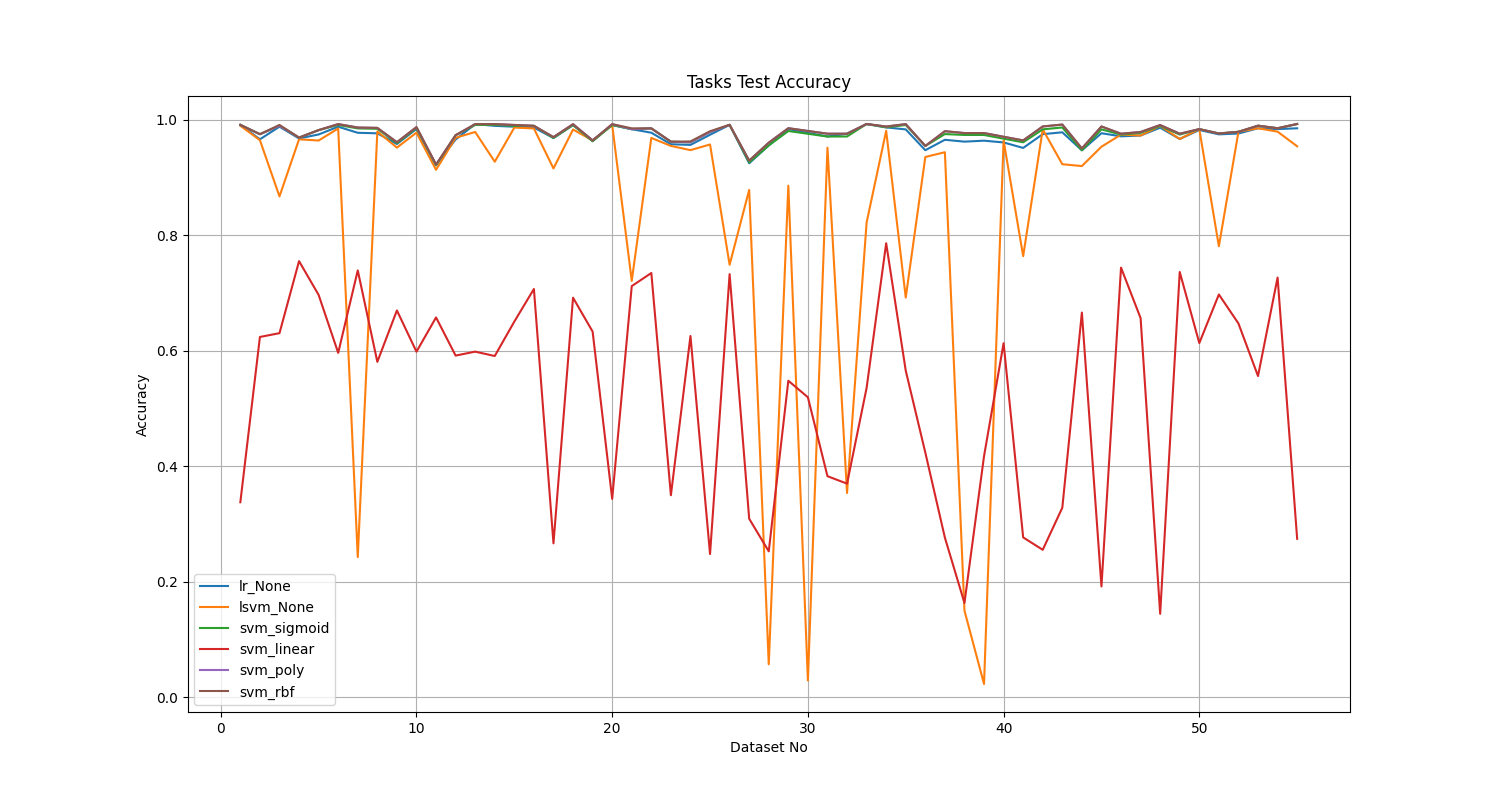 Tasks Test Accuracy
Accuracy
1.0
0.8
0.6
0.4
0.2
0.0
lr_None
lsvm_None
svm_sigmoid
svm_linear
svm_poly
svm_rbf
0 10 20 30 40 50
Dataset No